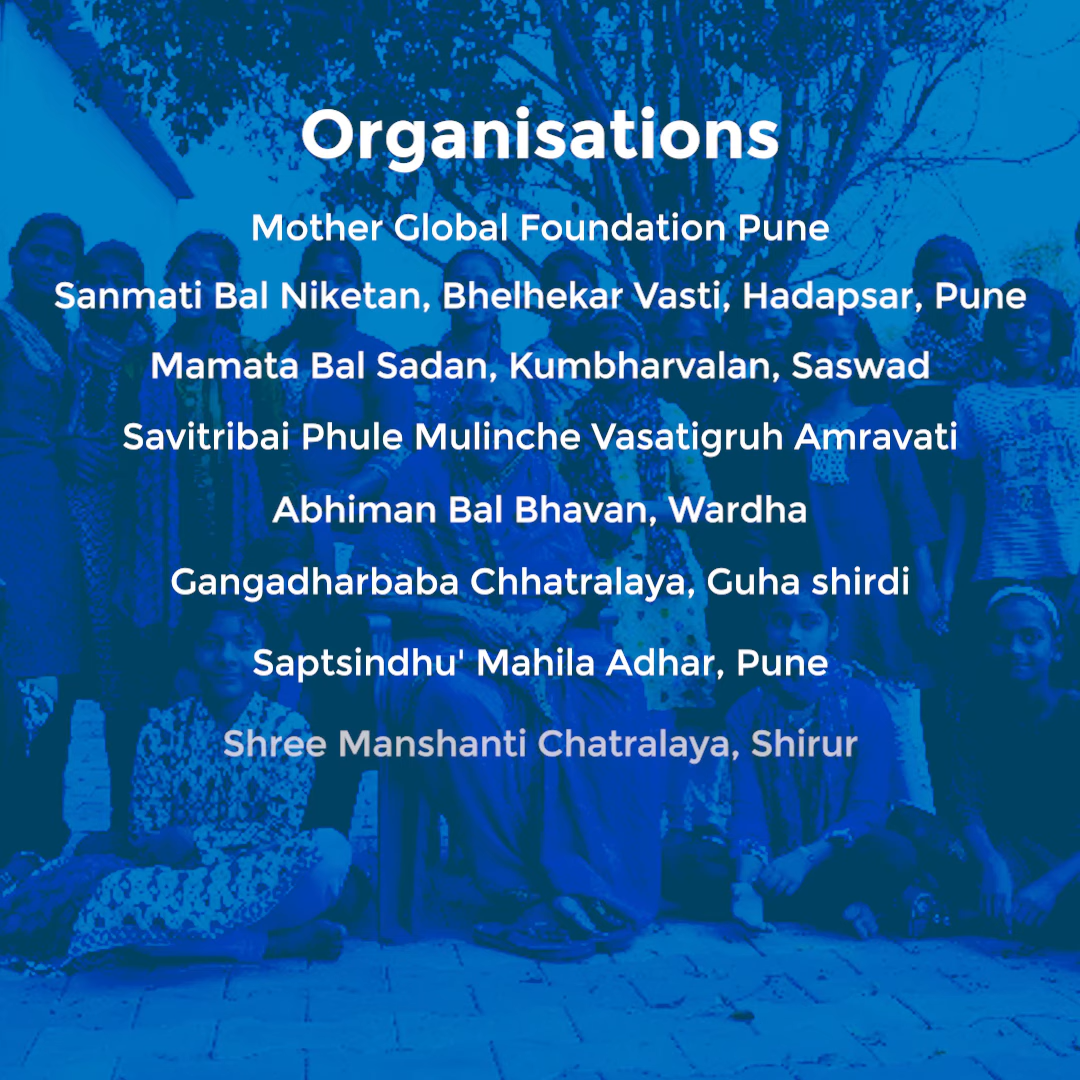 Organisations
Mother Global Foundation Pune
Sanmati Bal Niketan, Bhelhekar Vasti, Hadapsar, Pune
Mamata Bal Sadan, Kumbharvalan, Saswad
Savitribai Phule Mulinche Vasatigruh Amravati
Abhiman Bal Bhavan, Wardha
Gangadharbaba Chhatralaya, Guha shirdi
Saptsindhu' Mahila Adhar, Pune
Shree Manshanti Chatralaya, Shirur